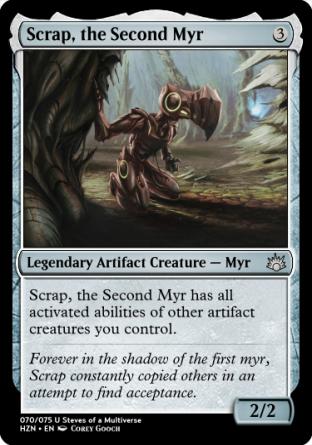 Scrap, the Second Myr 3
Legendary Artifact Creature — Myr
Scrap, the Second Myr has all
activated abilities of other artifact
creatures you control.
Forever in the shadow of the first myr,
Scrap constantly copied others in an
attempt to find acceptance.
2/2
070/075 U Steves of a Multiverse
HZN • EN Corey Gooch